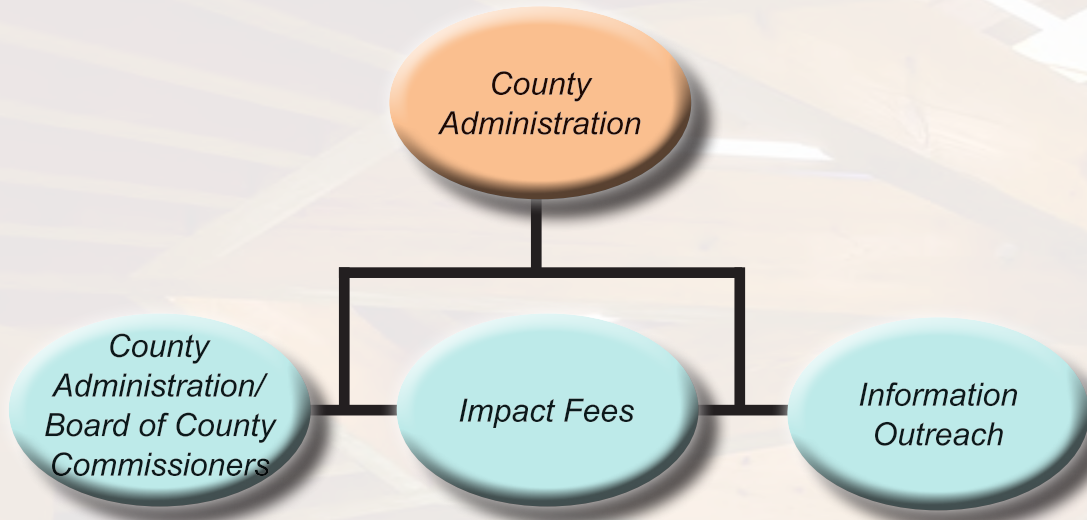 County
Administration
County
Administration/
Board of County
Commissioners
Impact Fees
Information
Outreach